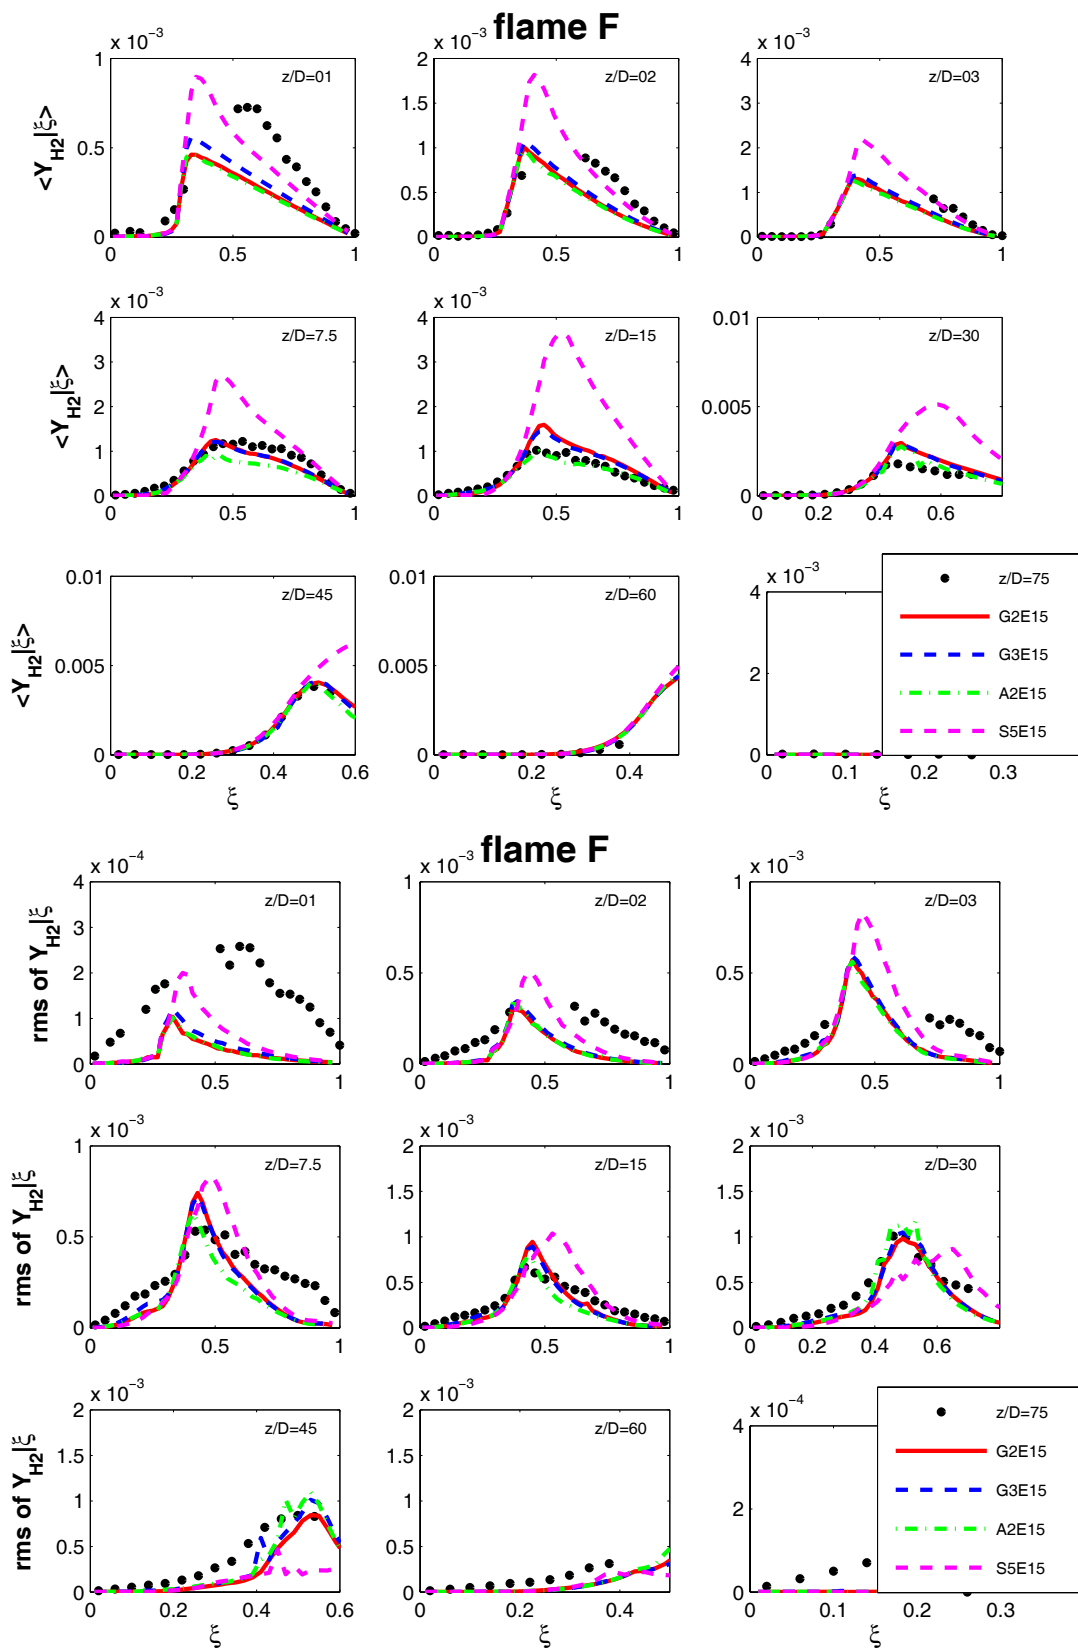 flame F
x 10−3
x 10−3
x 10−3
z/D=01
z/D=02
z/D=03
<Y_H2|ξ>
1
0.5
0
0 0.5 1
2
1.5
1
0.5
0
0 0.5 1
4
3
2
1
0
0 0.5 1
x 10−3
x 10−3
z/D=7.5
z/D=15
z/D=30
<Y_H2|ξ>
4
3
2
1
0
0 0.5 1
4
3
2
1
0
0 0.5 1
0.01
0.005
0
0 0.2 0.4 0.6
z/D=45
z/D=60
<Y_H2|ξ>
0.01
0.005
0
0 0.2 0.4 0.6
ξ
0.01
0.005
0
0 0.2 0.4
ξ
x 10−3
4
2
0
0 0.1 0.2 0.3
ξ
z/D=75
G2E15
G3E15
A2E15
S5E15
flame F
x 10−4
x 10−3
x 10−3
z/D=01
z/D=02
z/D=03
rms of Y_H2|ξ
4
3
2
1
0
0 0.5 1
1
0.5
0
0 0.5 1
1
0.5
0
0 0.5 1
x 10−3
x 10−3
x 10−3
z/D=7.5
z/D=15
z/D=30
rms of Y_H2|ξ
1
0.5
0
0 0.5 1
2
1.5
1
0.5
0
0 0.5 1
2
1.5
1
0.5
0
0 0.2 0.4 0.6
x 10−3
x 10−3
z/D=45
z/D=60
rms of Y_H2|ξ
2
1.5
1
0.5
0
0 0.2 0.4 0.6
ξ
2
1.5
1
0.5
0
0 0.2 0.4
ξ
x 10−4
4
2
0
0 0.1 0.2 0.3
ξ
z/D=75
G2E15
G3E15
A2E15
S5E15